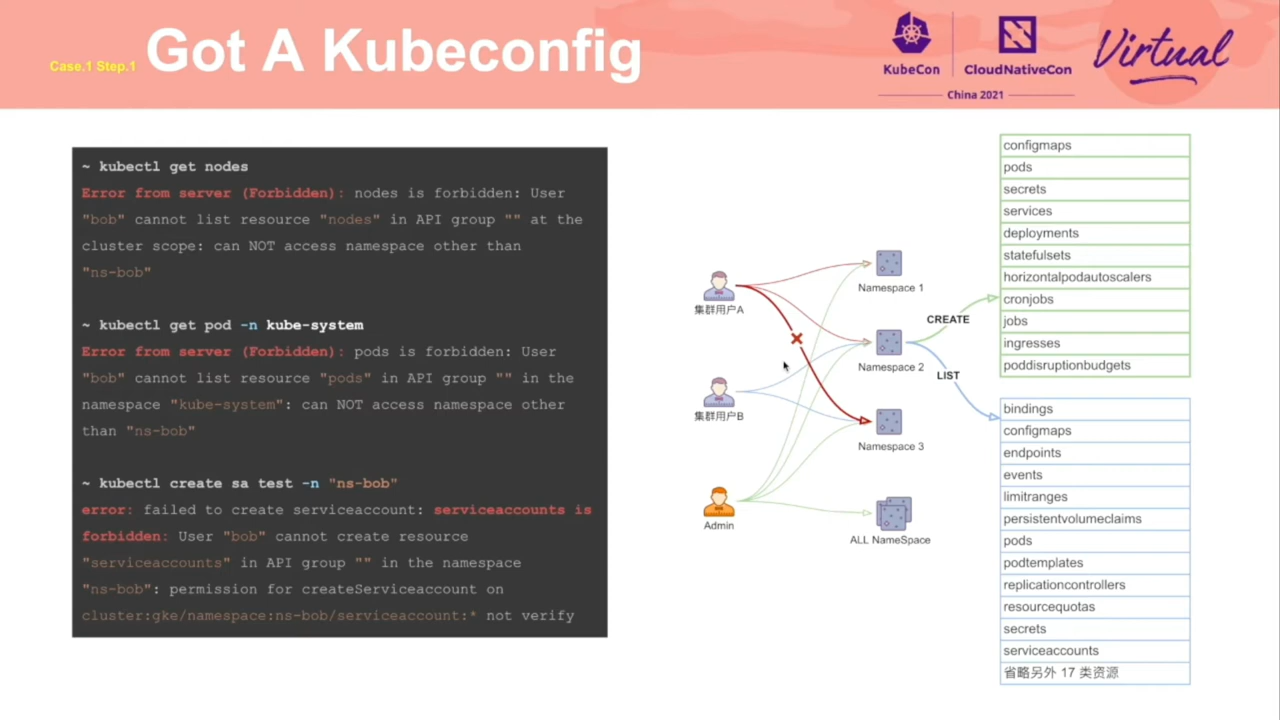 Case.1 Step.1 Got A Kubeconfig
KubeCon
CloudNativeCon
Virtual
China 2021
~ kubectl get nodes
Error from server (Forbidden): nodes is forbidden: User
"bob" cannot list resource "nodes" in API group "" at the
cluster scope: can NOT access namespace other than
"ns-bob"
~ kubectl get pod -n kube-system
Error from server (Forbidden): pods is forbidden: User
"bob" cannot list resource "pods" in API group "" in the
namespace "kube-system": can NOT access namespace other
than "ns-bob"
~ kubectl create sa test -n "ns-bob"
error: failed to create serviceaccount: serviceaccounts is
forbidden: User "bob" cannot create resource
"serviceaccounts" in API group "" in the namespace
"ns-bob": permission for createServiceaccount on
cluster:gke/namespace:ns-bob/serviceaccount:* not verify
集群用户A
集群用户B
Admin
Namespace 1
Namespace 2
Namespace 3
ALL NameSpace
CREATE
LIST
configmaps
pods
secrets
services
deployments
statefulsets
horizontalpodautoscalers
cronjobs
jobs
ingresses
poddisruptionbudgets
bindings
configmaps
endpoints
events
limitranges
persistentvolumeclaims
pods
podtemplates
replicationcontrollers
resourcequotas
secrets
serviceaccounts
省略另外 17 类资源